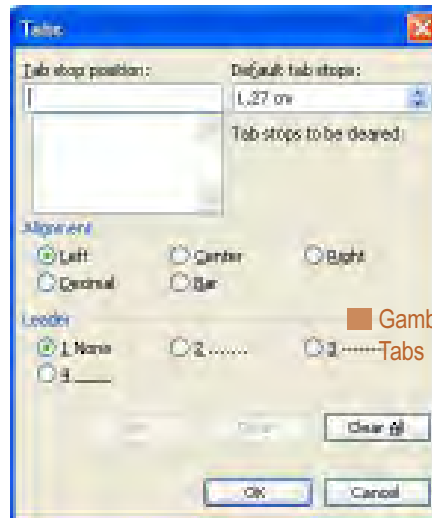 Tabs
Tab stop position: Default tab stops:
1.27 cm
Tab stops to be cleared:
Alignment
Left Center Right
Decimal Bar
Leader
1 None 2 ....... 3 -------
4 ____
Gamb
Tabs
Clear All
OK Cancel